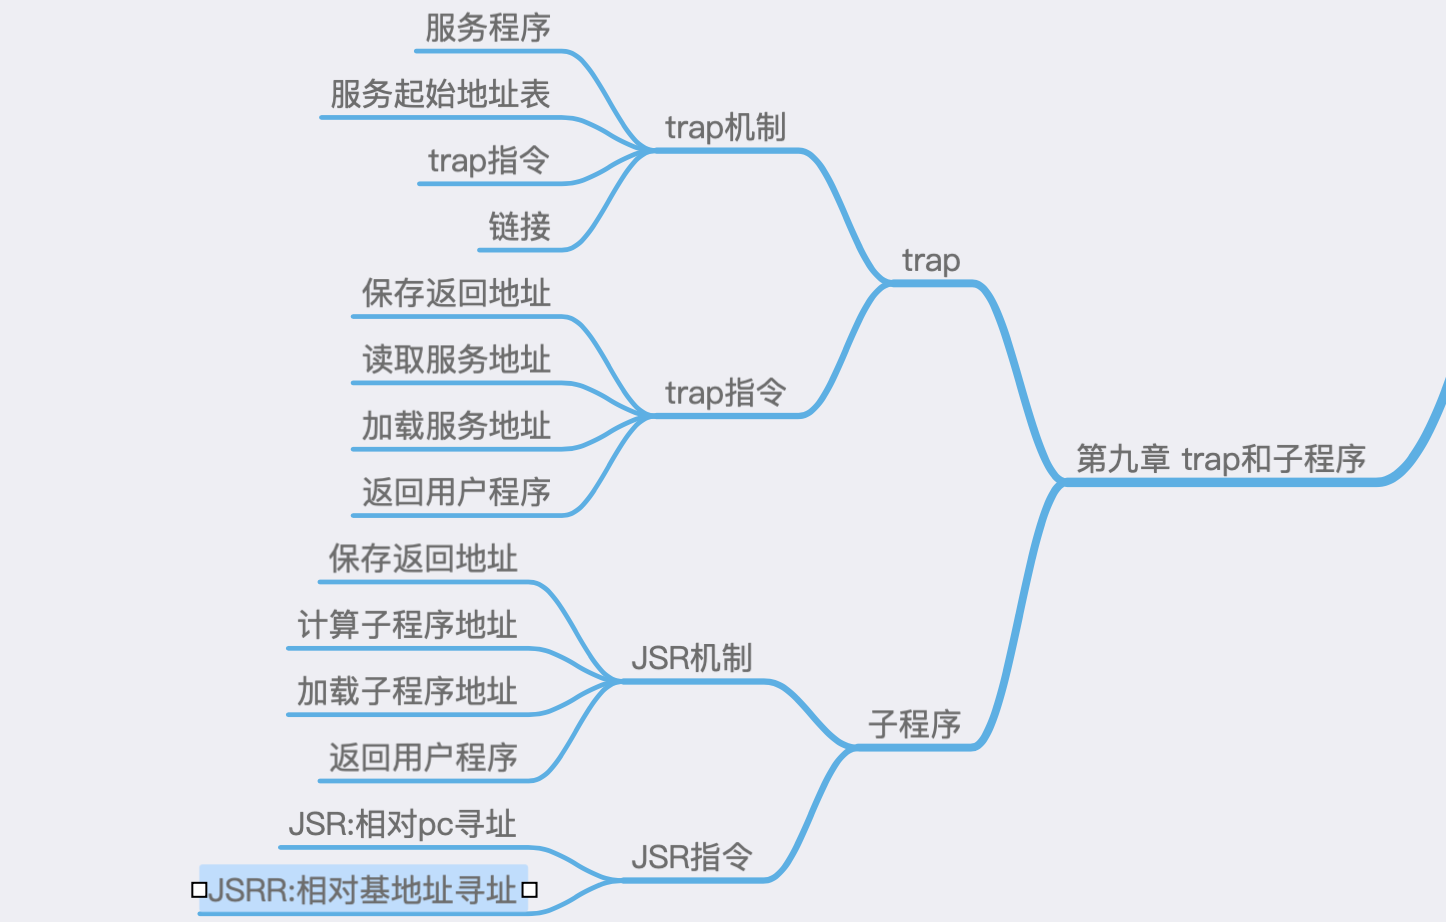 服务程序
服务起始地址表
trap机制
trap指令
链接
trap
保存返回地址
读取服务地址
trap指令
加载服务地址
返回用户程序
第九章 trap和子程序
保存返回地址
计算子程序地址
JSR机制
加载子程序地址
返回用户程序
子程序
JSR:相对pc寻址
JSR指令
JSRR:相对基地址寻址